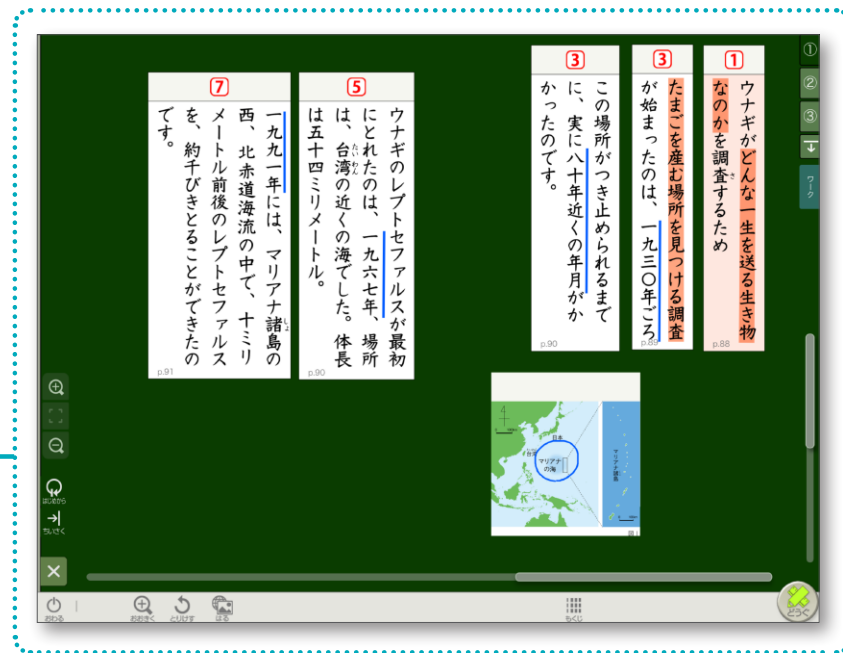 1
ウナギがどんな一生を送る生き物
なのかを調査するため
さ
p.88
3
たまごを産む場所を見つける調査
が始まったのは、一九三〇年ごろ
p.89
3
この場所がつき止められるまで
に、実に八十年近くの年月がか
かったのです。
p.90
5
ウナギのレプトセファルスが最初
にとれたのは、一九六七年、場所
は、台湾の近くの海でした。体長
たいわん
は五十四ミリメートル。
p.90
7
一九九一年には、マリアナ諸島の
しょ
西、北赤道海流の中で、十ミリ
メートル前後のレプトセファルス
を、約千びきとることができたの
です。
p.91
日本
台湾
マリアナ
の海
マリアナ諸島
図1
①
②
③
ワーク
はじめから
ちいさく
おわる
おおきく
とりけす
はる
もくじ
どうぐ